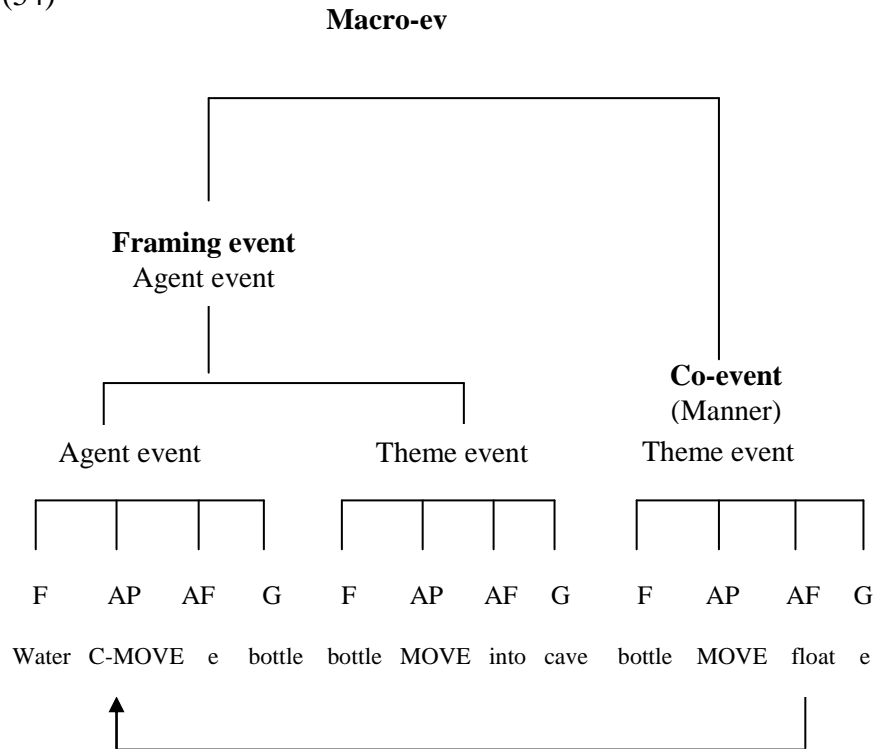 Macro-ev
Framing event
Agent event
Co-event
(Manner)
Agent event Theme event Theme event
F AP AF G F AP AF G F AP AF G
Water C-MOVE e bottle bottle MOVE into cave bottle MOVE float e